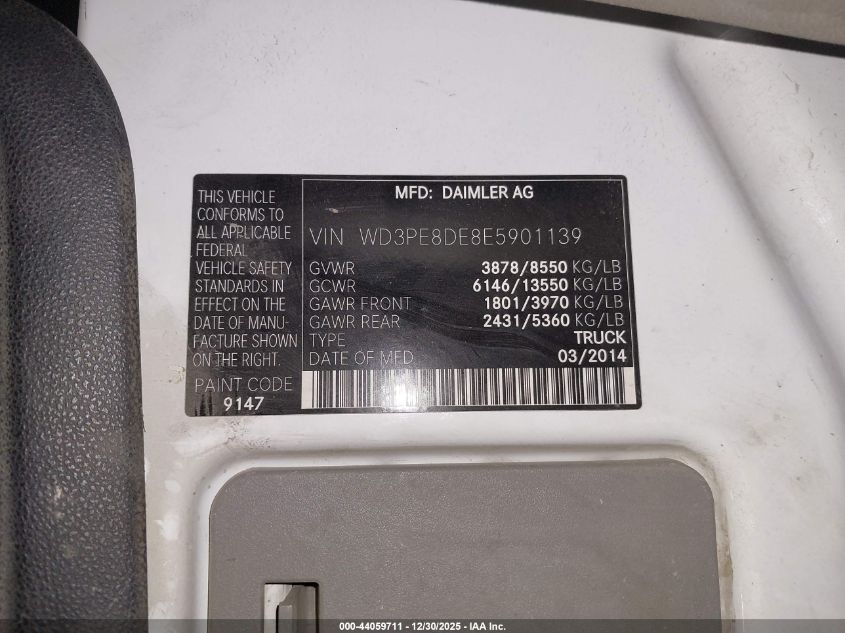 THIS VEHICLE
CONFORMS TO
ALL APPLICABLE
FEDERAL
VEHICLE SAFETY
STANDARDS IN
EFFECT ON THE
DATE OF MANU-
FACTURE SHOWN
ON THE RIGHT.
PAINT CODE
9147
MFD: DAIMLER AG
VIN WD3PE8DE8E5901139
GVWR 3878/8550 KG/LB
GCWR 6146/13550 KG/LB
GAWR FRONT 1801/3970 KG/LB
GAWR REAR 2431/5360 KG/LB
TYPE TRUCK
DATE OF MFD 03/2014
000-44059711 - 12/30/2025 - IAA Inc.